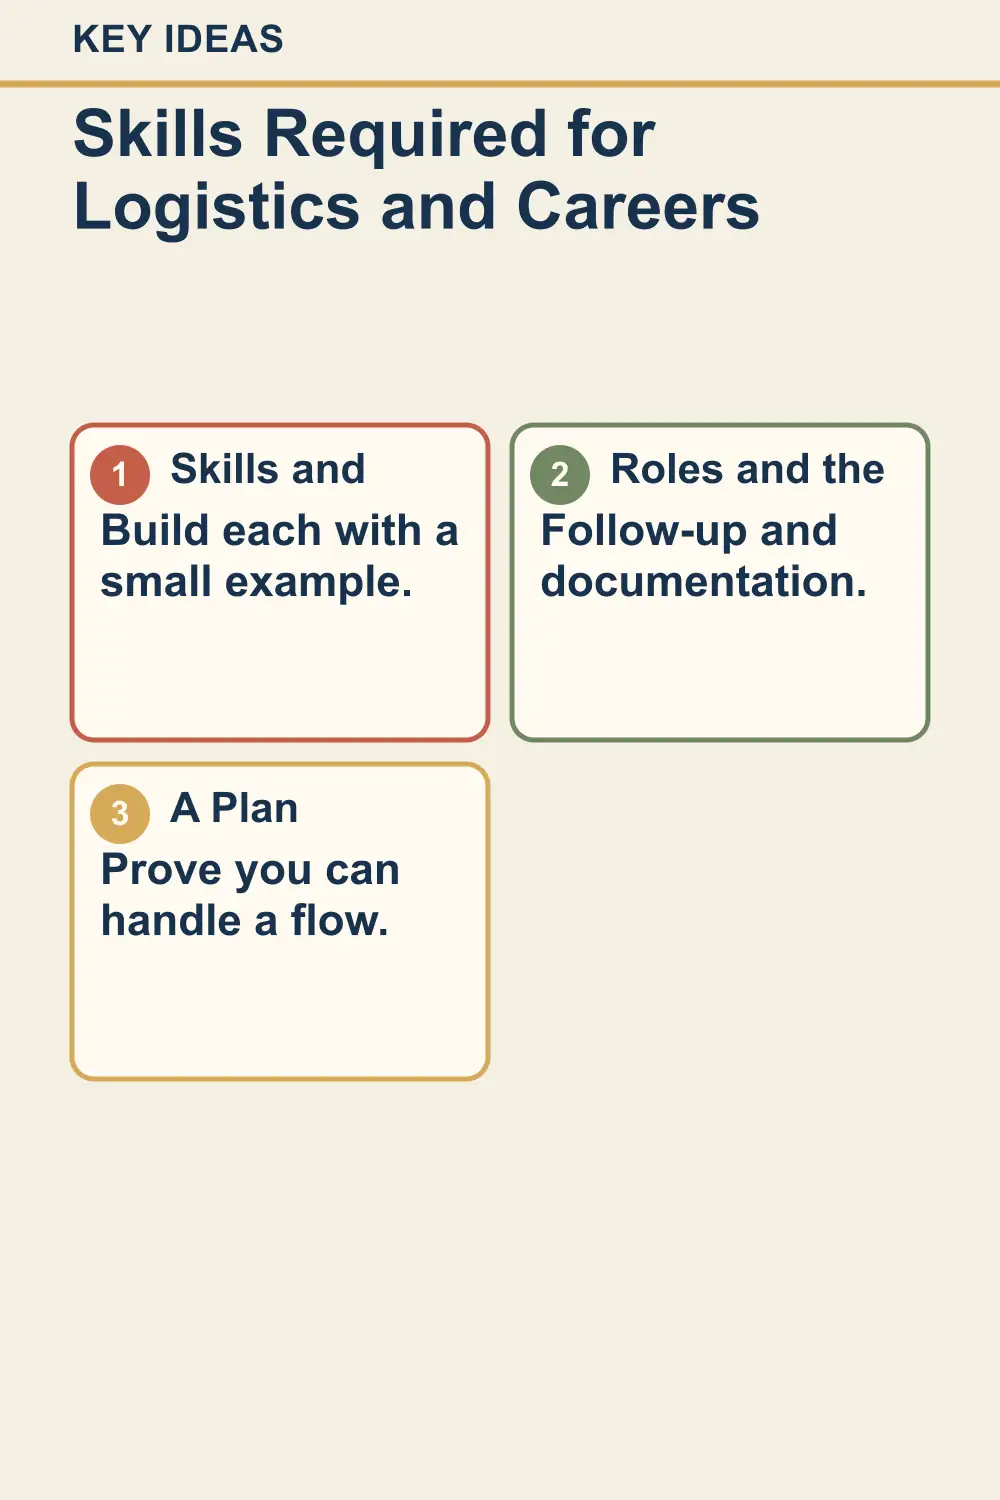 KEY IDEAS
Skills Required for
Logistics and Careers
1 Skills and
Build each with a
small example.
2 Roles and the
Follow-up and
documentation.
3 A Plan
Prove you can
handle a flow.